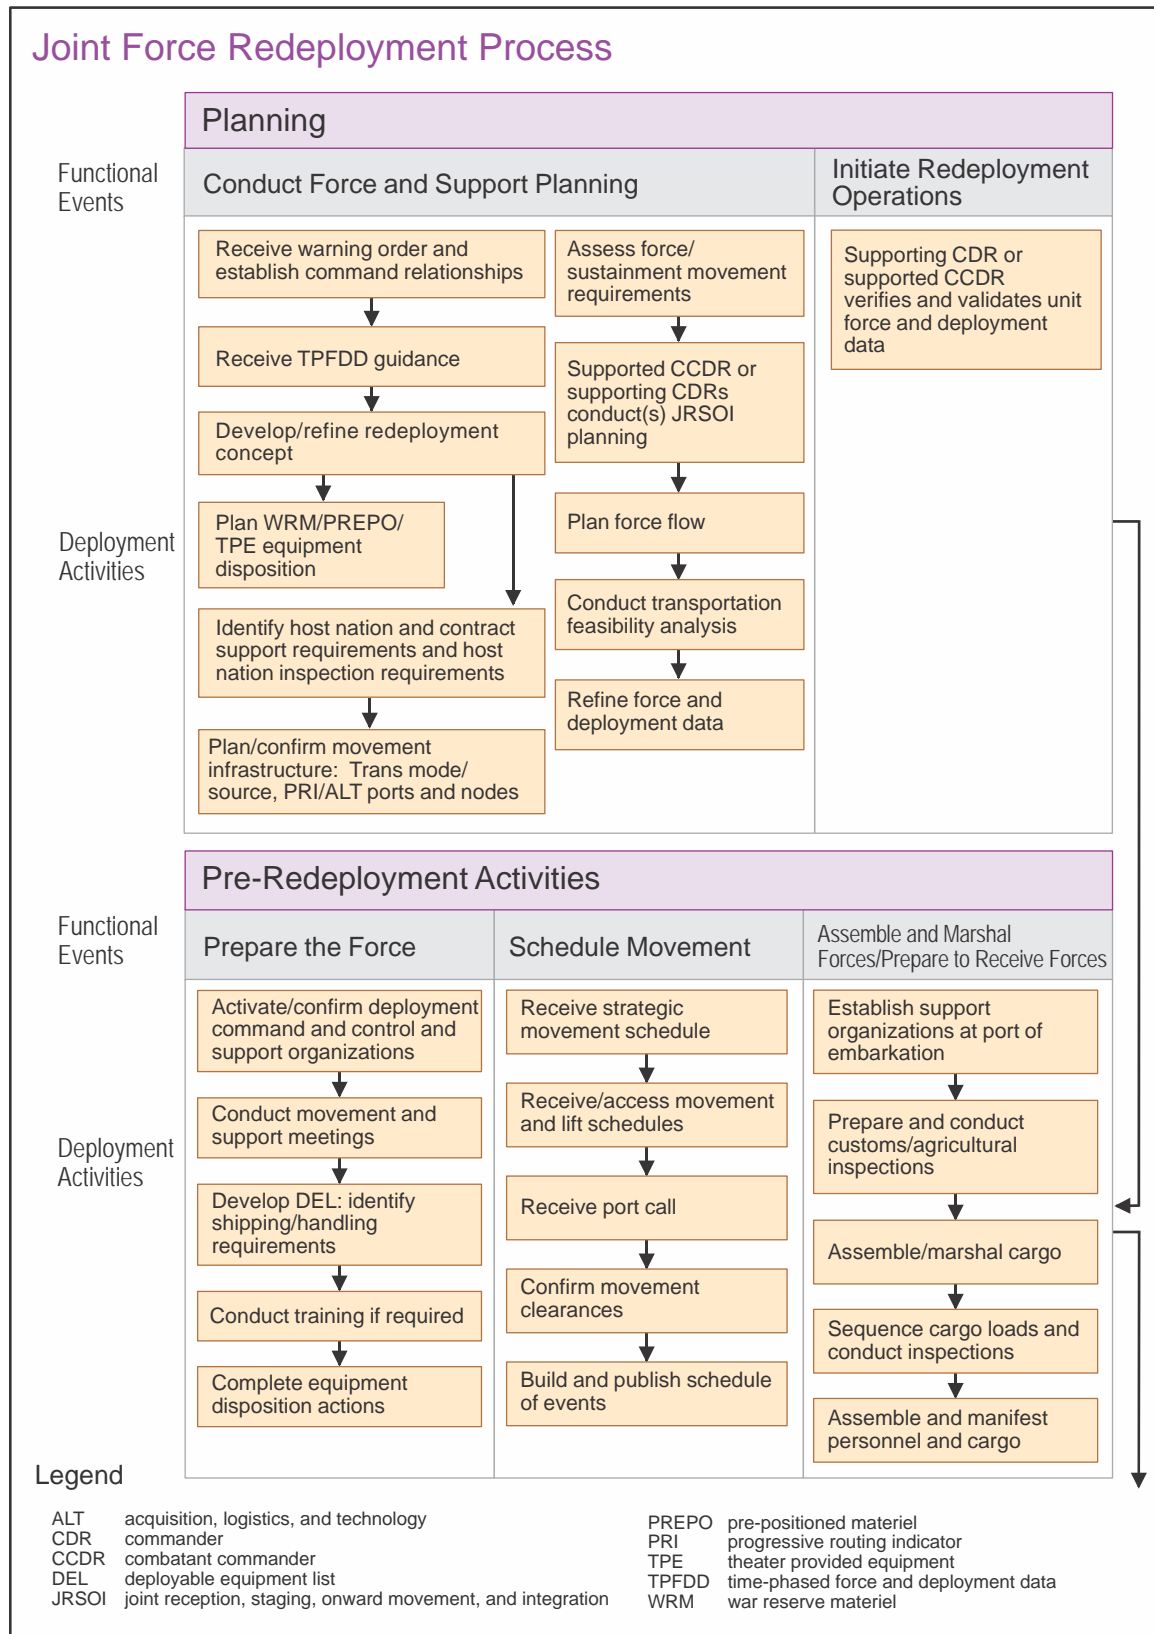 Joint Force Redeployment Process
Planning
Functional
Events
Conduct Force and Support Planning
Initiate Redeployment
Operations
Deployment
Activities
Receive warning order and
establish command relationships
Receive TPFDD guidance
Develop/refine redeployment
concept
Plan WRM/PREPO/
TPE equipment
disposition
Identify host nation and contract
support requirements and host
nation inspection requirements
Plan/confirm movement
infrastructure:  Trans mode/
source, PRI/ALT ports and nodes
Assess force/
sustainment movement
requirements
Supported CCDR or
supporting CDRs
conduct(s) JRSOI
planning
Plan force flow
Conduct transportation
feasibility analysis
Refine force and
deployment data
Supporting CDR or
supported CCDR
verifies and validates unit
force and deployment
data
Pre-Redeployment Activities
Functional
Events
Prepare the Force
Schedule Movement
Assemble and Marshal
Forces/Prepare to Receive Forces
Deployment
Activities
Activate/confirm deployment
command and control and
support organizations
Conduct movement and
support meetings
Develop DEL: identify
shipping/handling
requirements
Conduct training if required
Complete equipment
disposition actions
Receive strategic
movement schedule
Receive/access movement
and lift schedules
Receive port call
Confirm movement
clearances
Build and publish schedule
of events
Establish support
organizations at port of
embarkation
Prepare and conduct
customs/agricultural
inspections
Assemble/marshal cargo
Sequence cargo loads and
conduct inspections
Assemble and manifest
personnel and cargo
Legend
ALT acquisition, logistics, and technology
CDR commander
CCDR combatant commander
DEL deployable equipment list
JRSOI joint reception, staging, onward movement, and integration
PREPO pre-positioned materiel
PRI progressive routing indicator
TPE theater provided equipment
TPFDD time-phased force and deployment data
WRM war reserve materiel